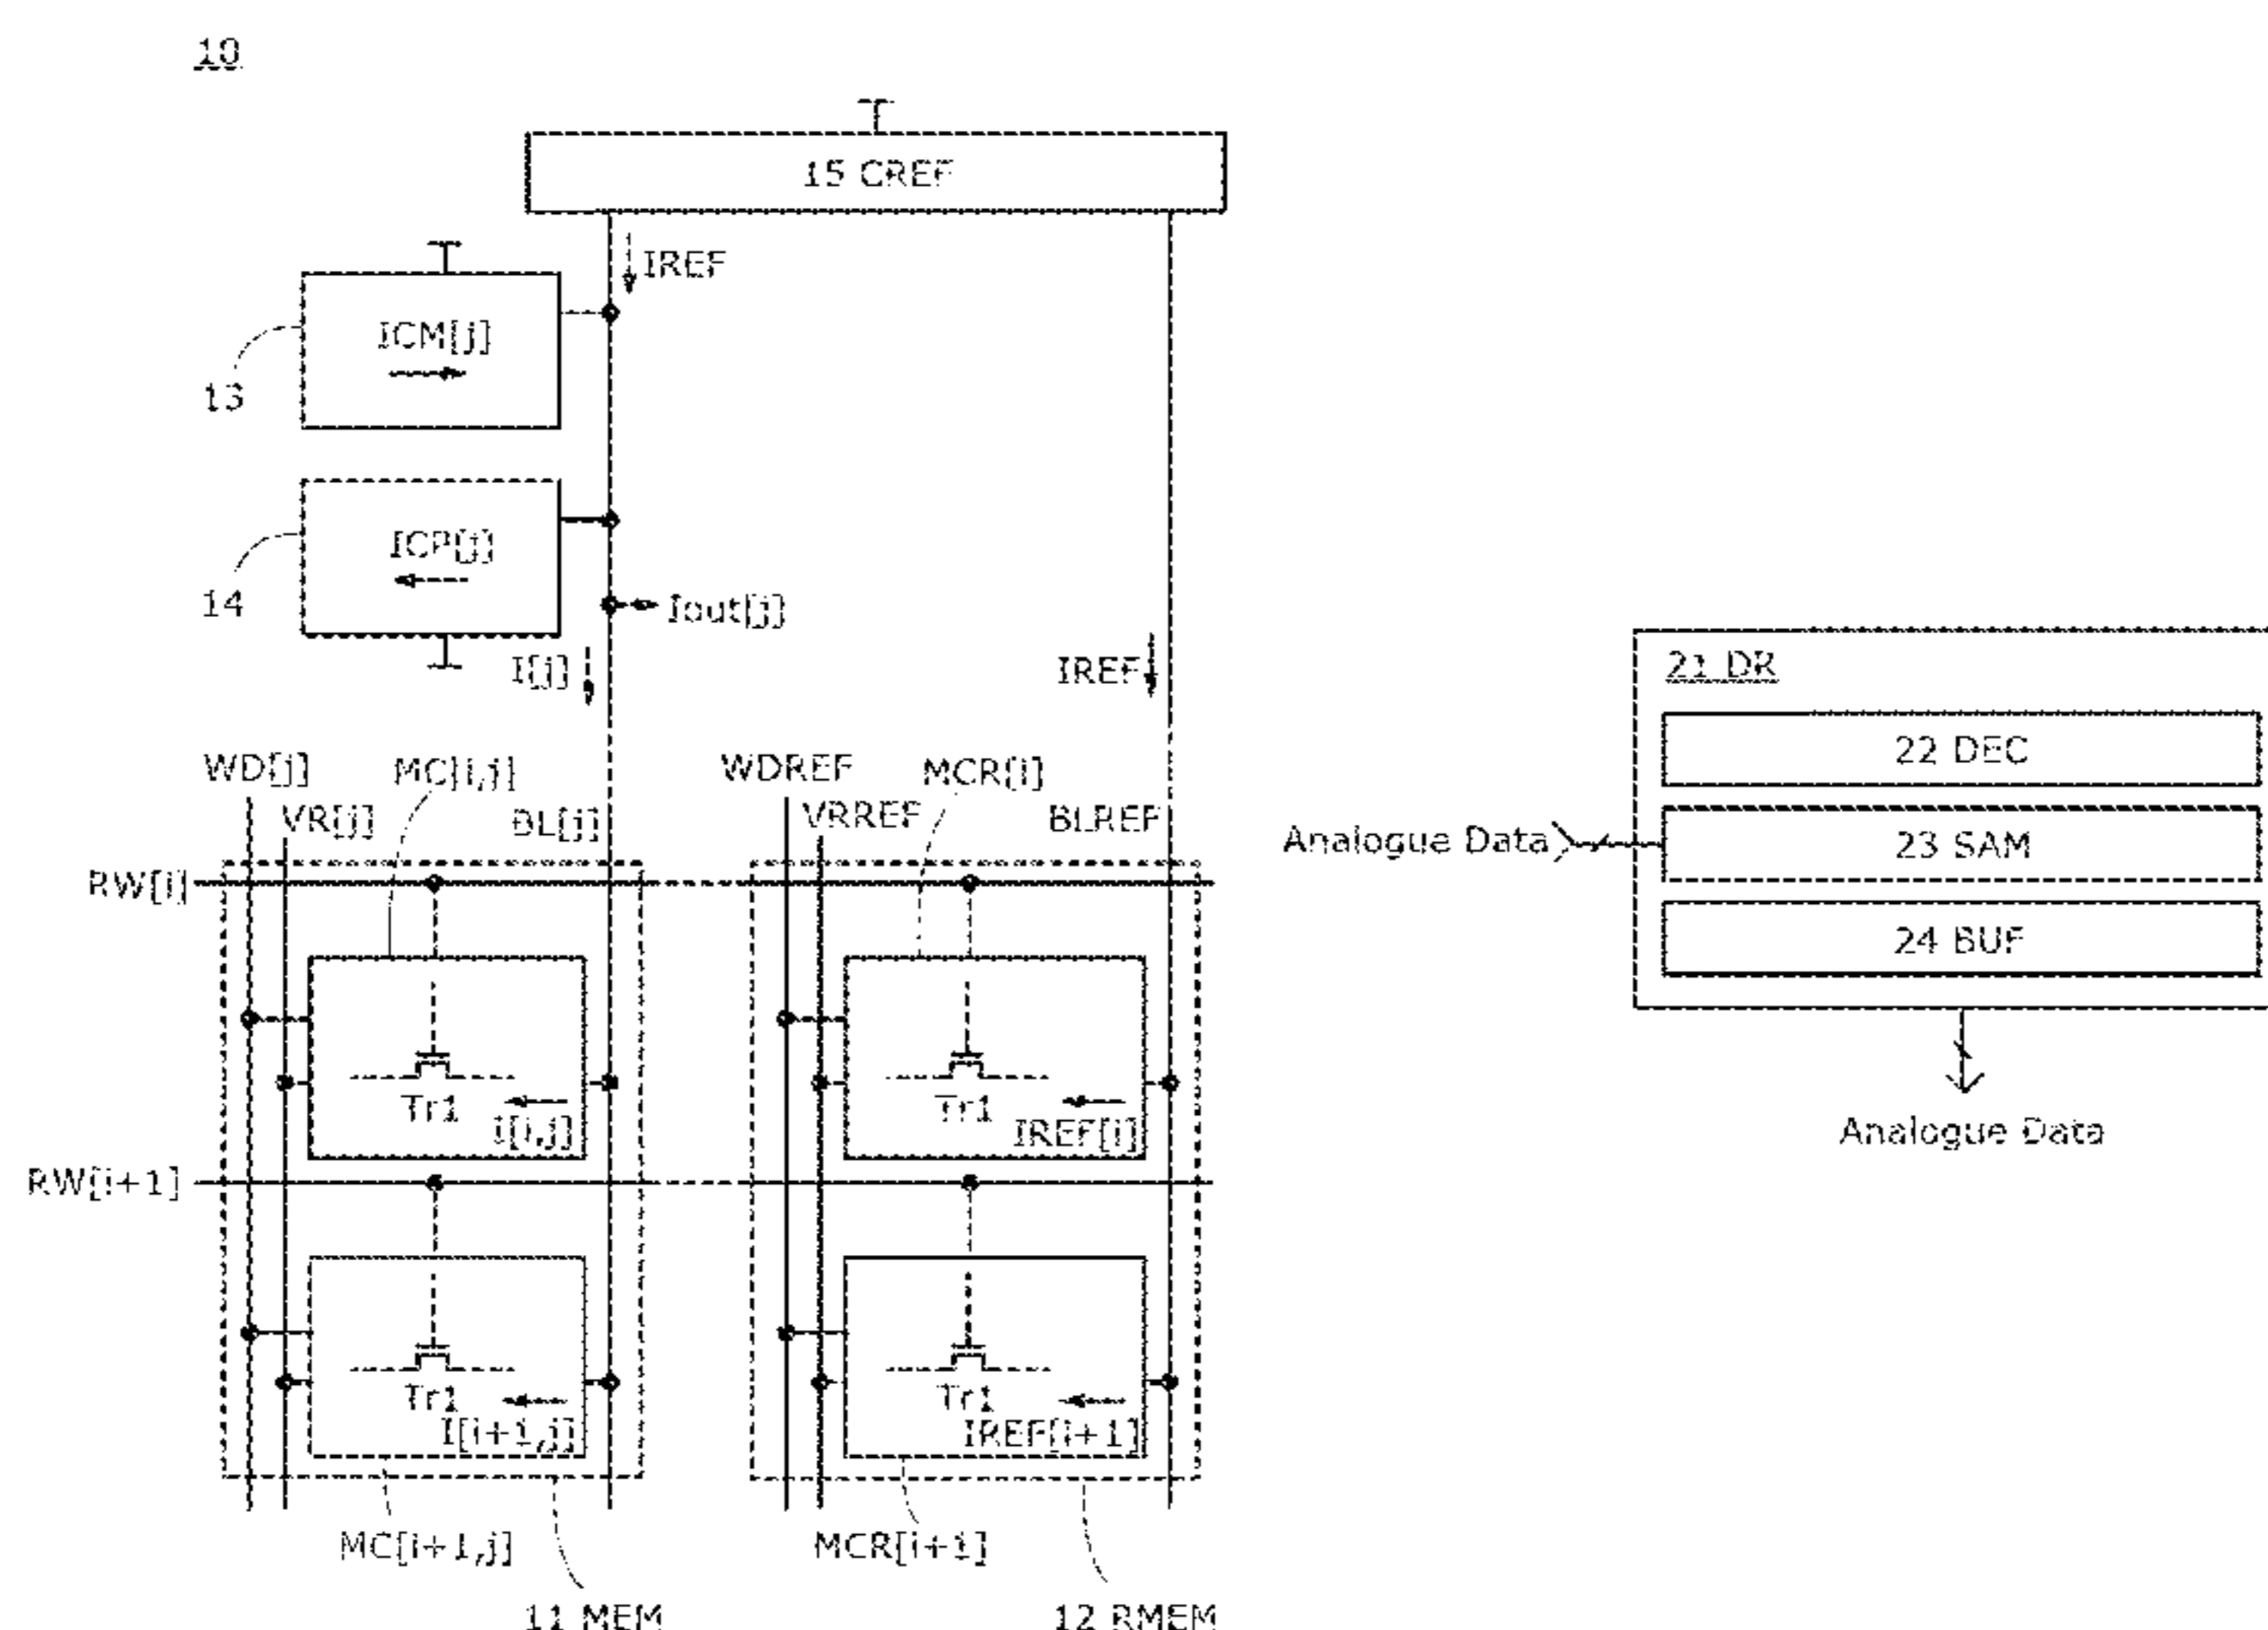 10
15 CREF
IREF
ICM[j]
13
ICP[j]
14
Iout[j]
I[j]
IREF
WD[j]
MC[i,j]
WDREF
MCR[i]
VR[j]
BL[j]
VRREF
BLREF
RW[i]
Tr1
I[i,j]
Tr1
IREF[i]
RW[i+1]
Tr1
I[i+1,j]
Tr1
IREF[i+1]
MC[i+1,j]
MCR[i+1]
11 MEM
12 RMEM
21 DR
22 DEC
Analogue Data
23 SAM
24 BUF
Analogue Data